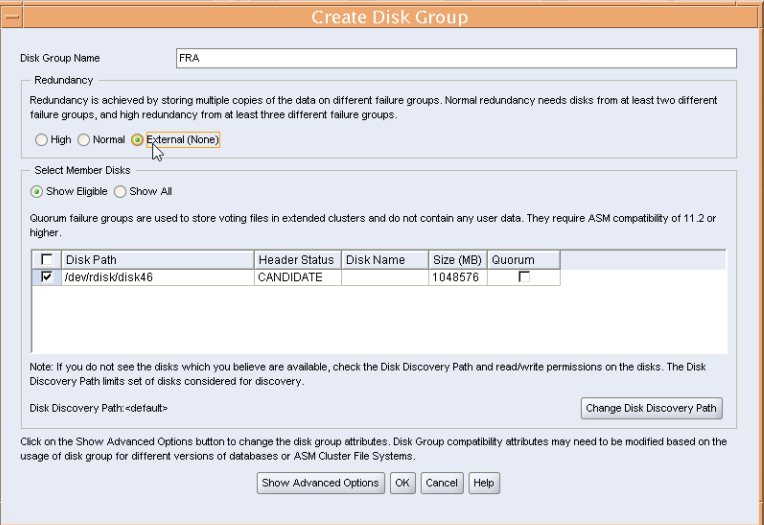 Create Disk Group
Disk Group Name FRA
Redundancy
Redundancy is achieved by storing multiple copies of the data on different failure groups. Normal redundancy needs disks from at least two different
failure groups, and high redundancy from at least three different failure groups.
High Normal External (None)
Select Member Disks
Show Eligible Show All
Quorum failure groups are used to store voting files in extended clusters and do not contain any user data. They require ASM compatibility of 11.2 or
higher.
Disk Path Header Status Disk Name Size (MB) Quorum
/dev/rdisk/disk46 CANDIDATE 1048576
Note: If you do not see the disks which you believe are available, check the Disk Discovery Path and read/write permissions on the disks. The Disk
Discovery Path limits set of disks considered for discovery.
Disk Discovery Path:<default> Change Disk Discovery Path
Click on the Show Advanced Options button to change the disk group attributes. Disk Group compatibility attributes may need to be modified based on the
usage of disk group for different versions of databases or ASM Cluster File Systems.
Show Advanced Options OK Cancel Help